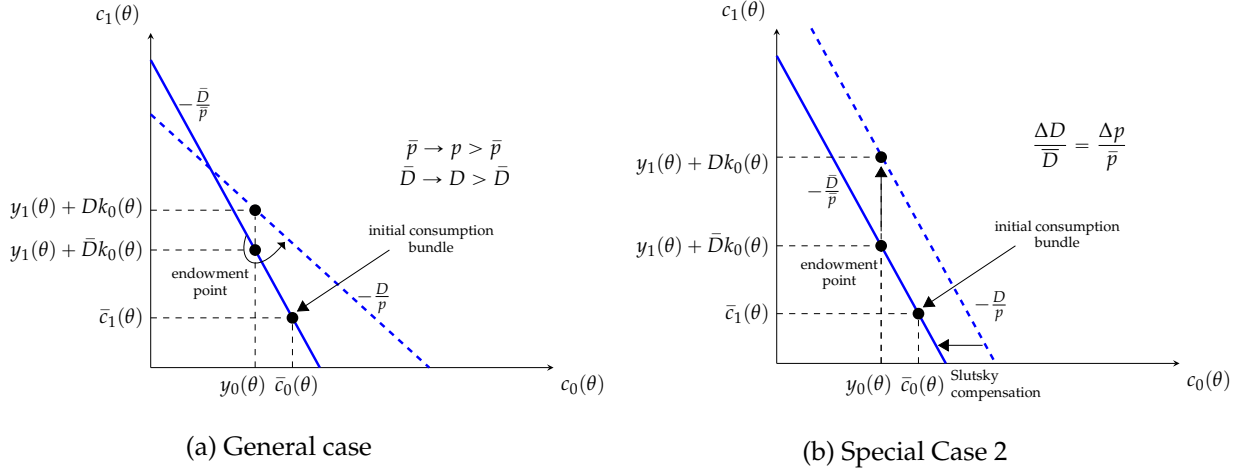 c₁(θ)
−D̄/p̄
p̄ → p > p̄
D̄ → D > D̄
y₁(θ) + Dk₀(θ)
y₁(θ) + D̄k₀(θ)
initial consumption
bundle
endowment
point
−D/p
c̄₁(θ)
y₀(θ) c̄₀(θ)
c₀(θ)
(a) General case
c₁(θ)
ΔD/D̄ = Δp/p̄
y₁(θ) + Dk₀(θ)
−D̄/p̄
y₁(θ) + D̄k₀(θ)
initial consumption
bundle
endowment
point
−D/p
c̄₁(θ)
y₀(θ) c̄₀(θ)
Slutsky
compensation
c₀(θ)
(b) Special Case 2